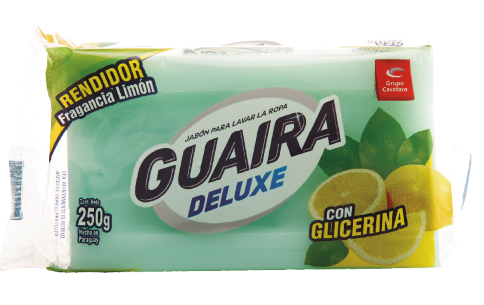 RENDIDOR
Fragancia Limón
Grupo
Cavallaro
JABÓN PARA LAVAR LA ROPA
GUAIRA
DELUXE
Cont. Neto
250g
Hecho en
Paraguay
CON
GLICERINA